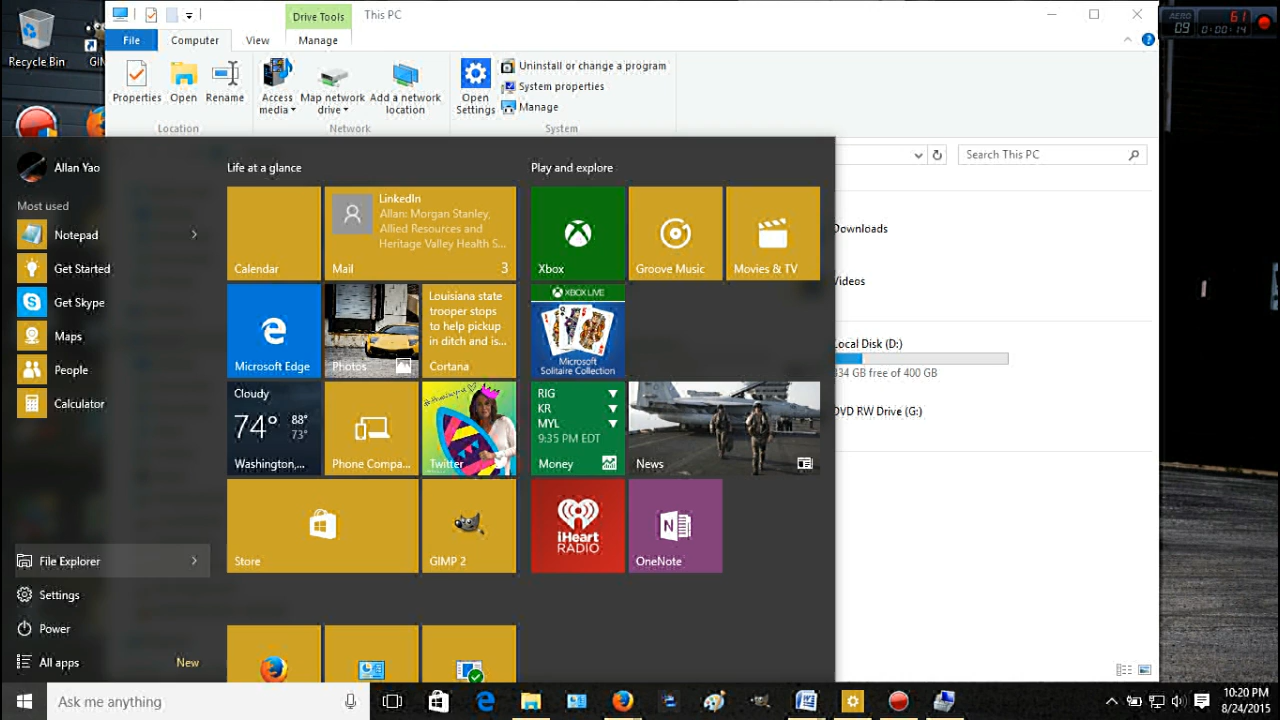 Drive Tools
This PC
File
Computer
View
Manage
Properties
Open
Rename
Access
media
Map network
drive
Add a network
location
Open
Settings
Uninstall or change a program
System properties
Manage
Location
Network
System
Recycle Bin
AERO
09
61
0:00:14
Search This PC
Downloads
Videos
Local Disk (D:)
334 GB free of 400 GB
DVD RW Drive (G:)
Allan Yao
Most used
Notepad
Get Started
Get Skype
Maps
People
Calculator
File Explorer
Settings
Power
All apps
New
Life at a glance
Calendar
LinkedIn
Allan: Morgan Stanley,
Allied Resources and
Heritage Valley Health S...
Mail
3
Microsoft Edge
Photos
Louisiana state
trooper stops
to help pickup
in ditch and is...
Cortana
Cloudy
74°
88°
73°
Washington,...
Phone Compa...
Twitter
Store
GIMP 2
Play and explore
Xbox
Groove Music
Movies & TV
XBOX LIVE
Microsoft
Solitaire Collection
RIG
KR
MYL
9:35 PM EDT
Money
News
iHeart
RADIO
OneNote
Ask me anything
10:20 PM
8/24/2015